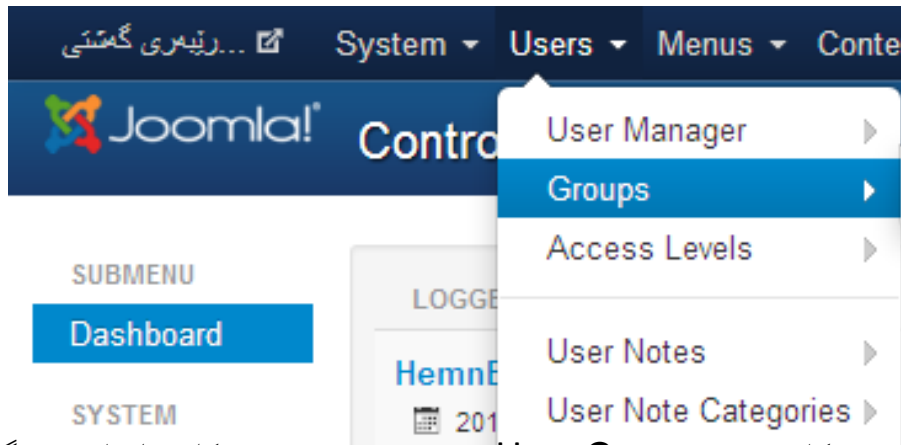 رێبەری گەشتی...
System Users Menus Conte
Joomla!
Contro
User Manager
Groups
Access Levels
User Notes
User Note Categories
SUBMENU
Dashboard
SYSTEM
LOGGE
HemnE
201